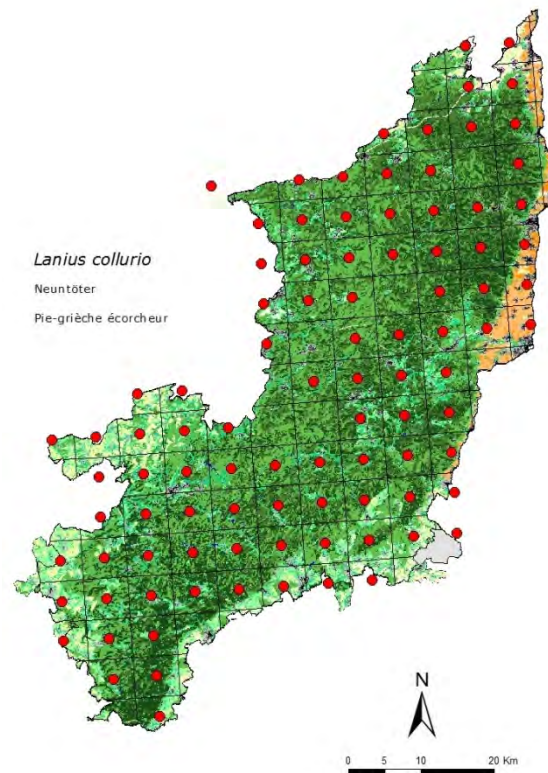 Lanius collurio
Neuntöter
Pie-grièche écorcheur
N
0 5 10 20 Km